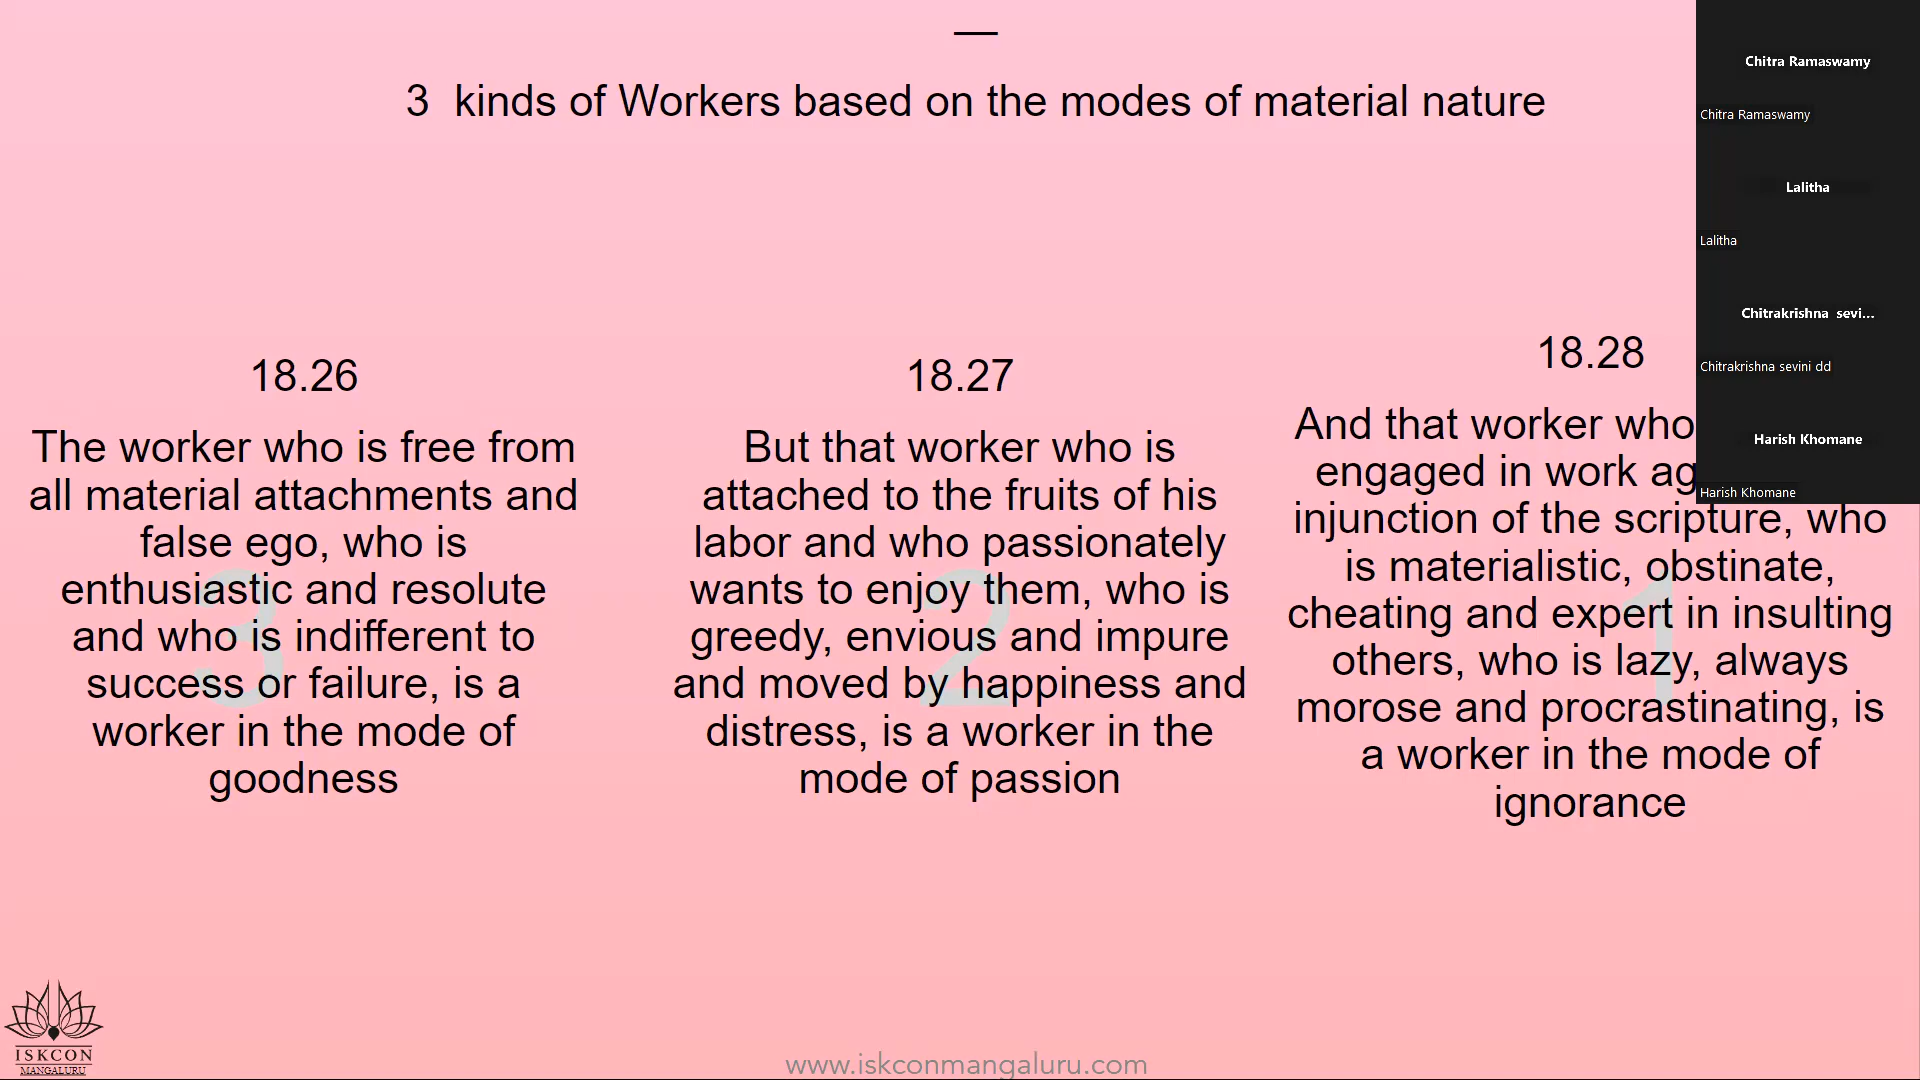 3 kinds of Workers based on the modes of material nature
18.26
The worker who is free from
all material attachments and
false ego, who is
enthusiastic and resolute
and who is indifferent to
success or failure, is a
worker in the mode of
goodness
3
18.27
But that worker who is
attached to the fruits of his
labor and who passionately
wants to enjoy them, who is
greedy, envious and impure
and moved by happiness and
distress, is a worker in the
mode of passion
2
18.28
And that worker who
engaged in work ag
injunction of the scripture, who
is materialistic, obstinate,
cheating and expert in insulting
others, who is lazy, always
morose and procrastinating, is
a worker in the mode of
ignorance
1
Chitra Ramaswamy
Chitra Ramaswamy
Lalitha
Lalitha
Chitrakrishna sevi...
Chitrakrishna sevini dd
Harish Khomane
Harish Khomane
ISKCON
MANGALURU
www.iskconmangaluru.com